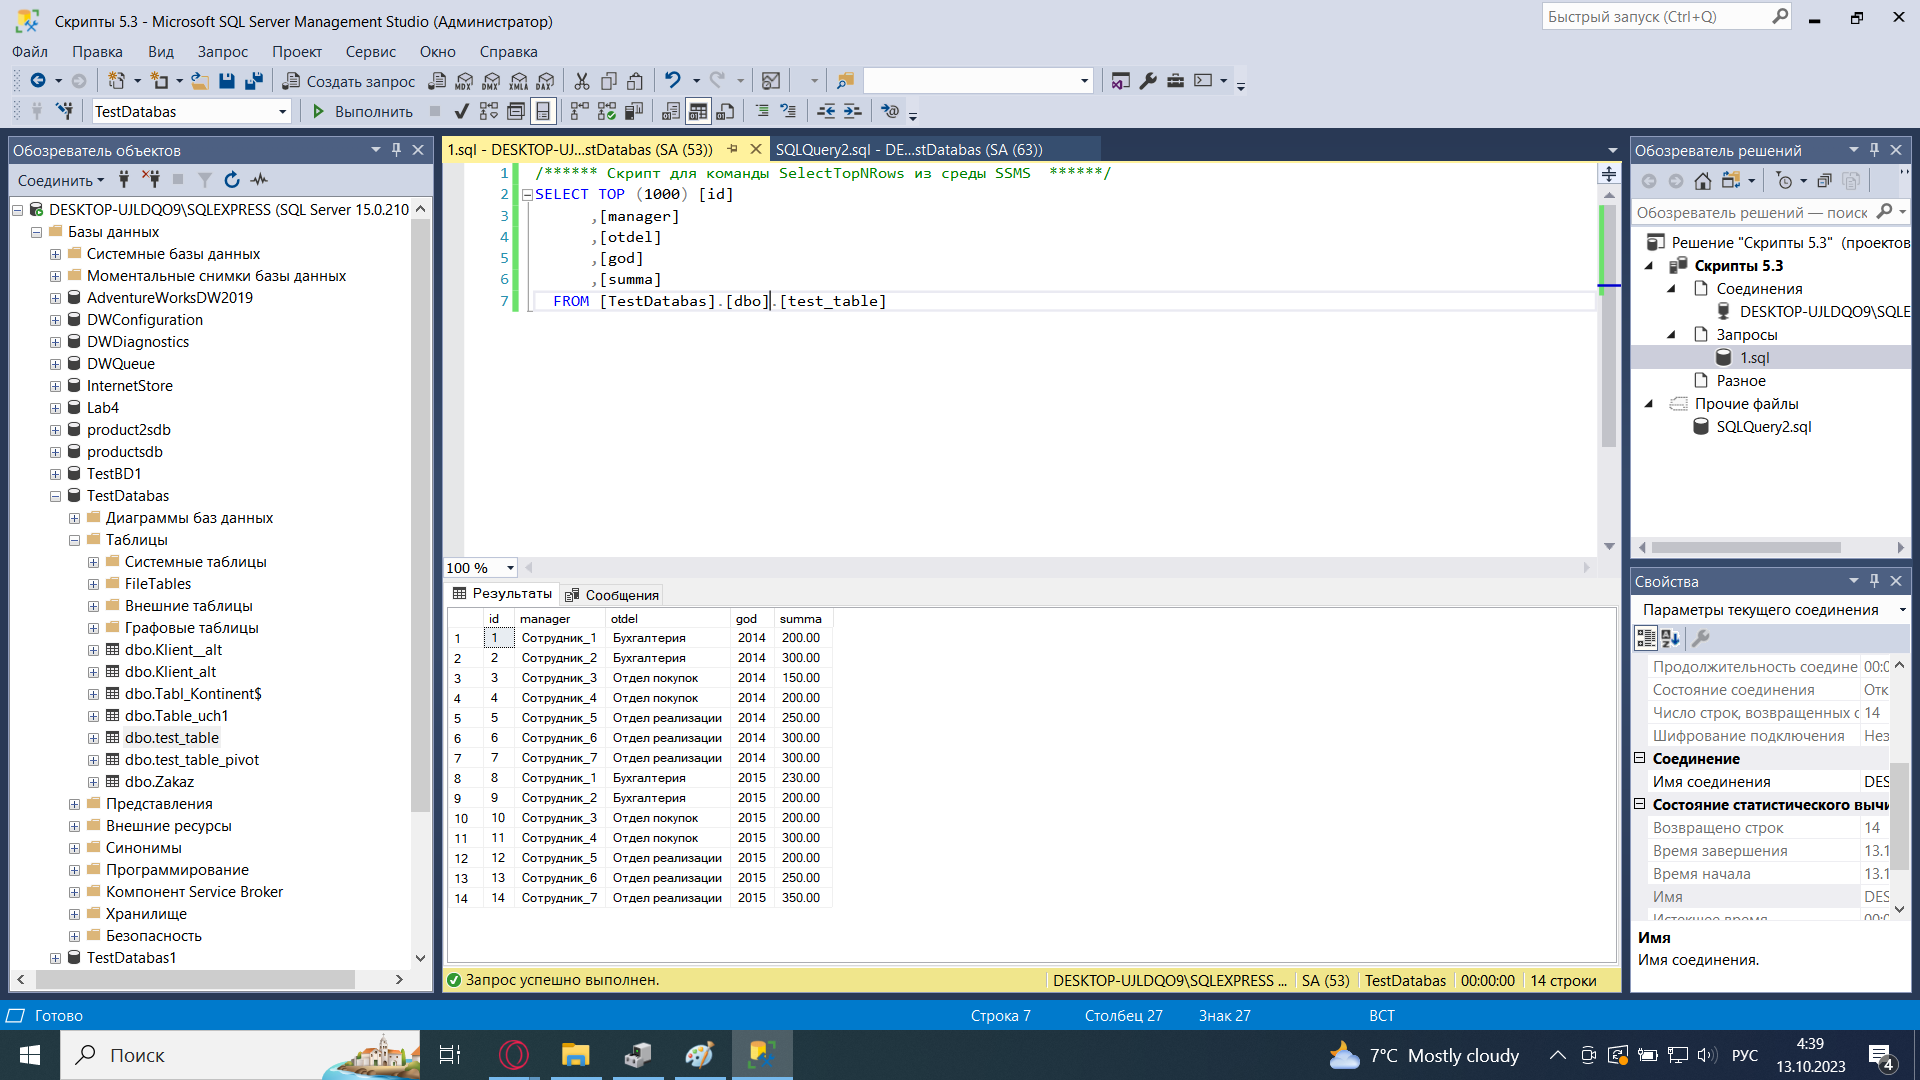 Скрипты 5.3 - Microsoft SQL Server Management Studio (Администратор)
Быстрый запуск (Ctrl+Q)
Файл Правка Вид Запрос Проект Сервис Окно Справка
Создать запрос
TestDatabas
Выполнить
Обозреватель объектов
Соединить
DESKTOP-UJLDQO9\SQLEXPRESS (SQL Server 15.0.210
Базы данных
Системные базы данных
Моментальные снимки базы данных
AdventureWorksDW2019
DWConfiguration
DWDiagnostics
DWQueue
InternetStore
Lab4
product2sdb
productsdb
TestBD1
TestDatabas
Диаграммы баз данных
Таблицы
Системные таблицы
FileTables
Внешние таблицы
Графовые таблицы
dbo.Klient__alt
dbo.Klient_alt
dbo.Tabl_Kontinent$
dbo.Table_uch1
dbo.test_table
dbo.test_table_pivot
dbo.Zakaz
Представления
Внешние ресурсы
Синонимы
Программирование
Компонент Service Broker
Хранилище
Безопасность
TestDatabas1
1.sql - DESKTOP-UJ...stDatabas (SA (53))
SQLQuery2.sql - DE...stDatabas (SA (63))
1 /****** Скрипт для команды SelectTopNRows из среды SSMS ******/
2 SELECT TOP (1000) [id]
3 ,[manager]
4 ,[otdel]
5 ,[god]
6 ,[summa]
7 FROM [TestDatabas].[dbo].[test_table]
100 %
Результаты Сообщения
id manager otdel god summa
1 1 Сотрудник_1 Бухгалтерия 2014 200.00
2 2 Сотрудник_2 Бухгалтерия 2014 300.00
3 3 Сотрудник_3 Отдел покупок 2014 150.00
4 4 Сотрудник_4 Отдел покупок 2014 200.00
5 5 Сотрудник_5 Отдел реализации 2014 250.00
6 6 Сотрудник_6 Отдел реализации 2014 300.00
7 7 Сотрудник_7 Отдел реализации 2014 300.00
8 8 Сотрудник_1 Бухгалтерия 2015 230.00
9 9 Сотрудник_2 Бухгалтерия 2015 200.00
10 10 Сотрудник_3 Отдел покупок 2015 200.00
11 11 Сотрудник_4 Отдел покупок 2015 300.00
12 12 Сотрудник_5 Отдел реализации 2015 200.00
13 13 Сотрудник_6 Отдел реализации 2015 250.00
14 14 Сотрудник_7 Отдел реализации 2015 350.00
Запрос успешно выполнен.
DESKTOP-UJLDQO9\SQLEXPRESS ... SA (53) TestDatabas 00:00:00 14 строки
Обозреватель решений
Обозреватель решений — поиск
Решение "Скрипты 5.3" (проектов
Скрипты 5.3
Соединения
DESKTOP-UJLDQO9\SQLE
Запросы
1.sql
Разное
Прочие файлы
SQLQuery2.sql
Свойства
Параметры текущего соединения
Продолжительность соедине 00:0
Состояние соединения Отк
Число строк, возвращенных с 14
Шифрование подключения Нез
Соединение
Имя соединения DES
Состояние статистического вычи
Возвращено строк 14
Время завершения 13.1
Время начала 13.1
Имя DES
Истекшее время 00:0
Имя
Имя соединения.
Готово
Строка 7 Столбец 27 Знак 27 ВСТ
Поиск
7°C Mostly cloudy
РУС
4:39
13.10.2023
4